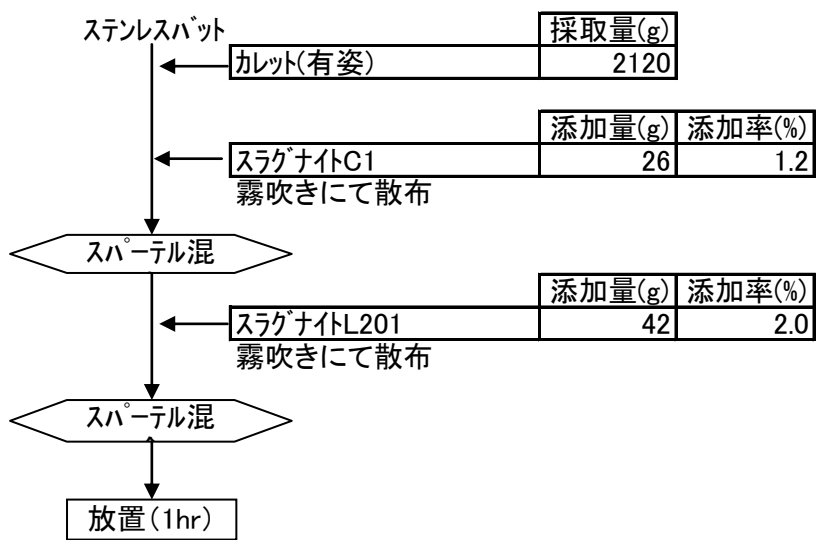 ステンレスバット
採取量(g)
カレット(有姿) 2120
添加量(g) 添加率(%)
スラグナイトC1 26 1.2
霧吹きにて散布
スパーテル混
添加量(g) 添加率(%)
スラグナイトL201 42 2.0
霧吹きにて散布
スパーテル混
放置(1hr)